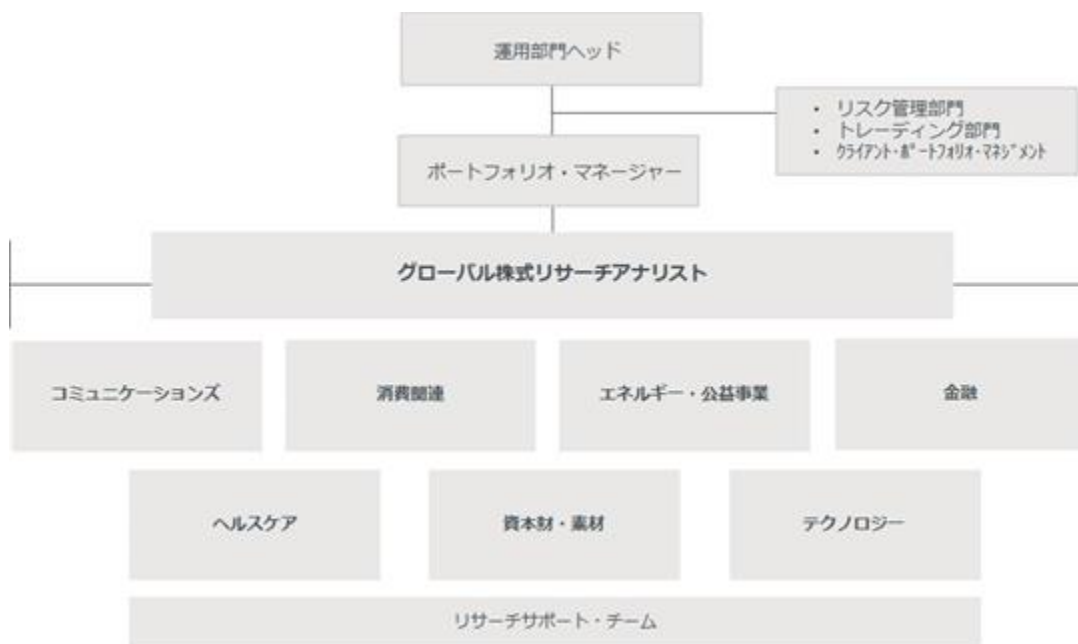 運用部門ヘッド
• リスク管理部門
• トレーディング部門
• クライアント・ポートフォリオ・マネジメント
ポートフォリオ・マネージャー
グローバル株式リサーチアナリスト
コミュニケーションズ
消費関連
エネルギー・公益事業
金融
ヘルスケア
資本財・素材
テクノロジー
リサーチサポート・チーム